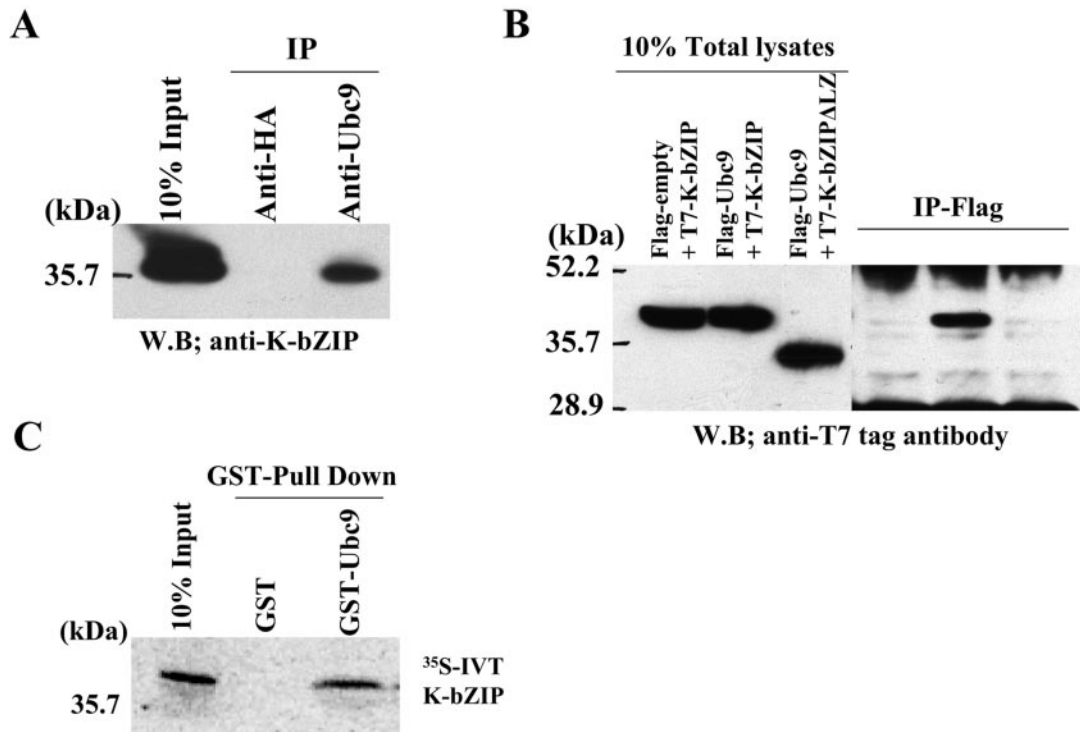 A
IP
10% Input
Anti-HA
Anti-Ubc9
(kDa)
35.7
W.B; anti-K-bZIP
B
10% Total lysates
Flag-empty
+ T7-K-bZIP
Flag-Ubc9
+ T7-K-bZIP
Flag-Ubc9
+ T7-K-bZIPΔLZ
IP-Flag
(kDa)
52.2
35.7
28.9
W.B; anti-T7 tag antibody
C
GST-Pull Down
10% Input
GST
GST-Ubc9
(kDa)
35.7
³⁵S-IVT
K-bZIP